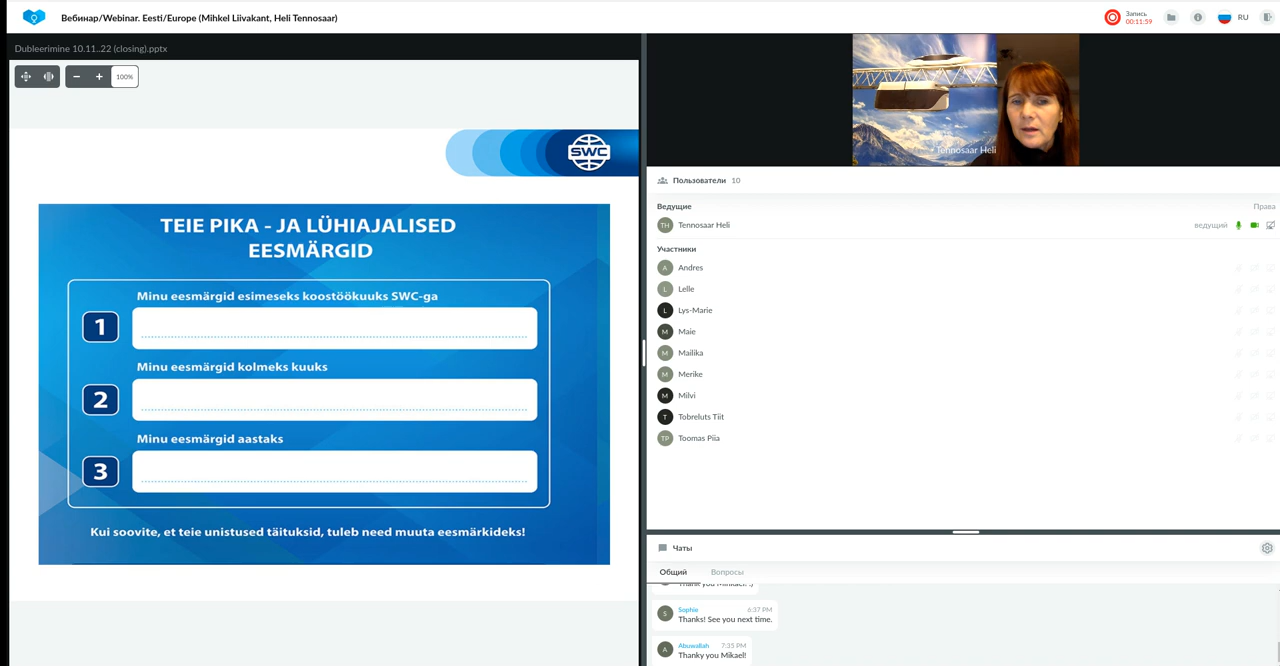 Вебинар/Webinar. Eesti/Europe (Mihkel Liivakant, Heli Tennosaar)
Запись
00:11:59
RU
Dubleerimine 10.11..22 (closing).pptx
100%
SWC
TEIE PIKA - JA LÜHIAJALISED
EESMÄRGID
Minu eesmärgid esimeseks koostöökuuks SWC-ga
1
Minu eesmärgid kolmeks kuuks
2
Minu eesmärgid aastaks
3
Kui soovite, et teie unistused täituksid, tuleb need muuta eesmärkideks!
Tennosaar Heli
Пользователи 10
Ведущие Права
TH Tennosaar Heli ведущий
Участники
A Andres
L Lelle
L Lys-Marie
M Maie
M Mailika
M Merike
M Milvi
T Tobreluts Tiit
TP Toomas Piia
Чаты
Общий Вопросы
Thank you Mihkael! :)
S Sophie 6:37 PM
Thanks! See you next time.
A Abuwallah 7:35 PM
Thanky you Mikael!